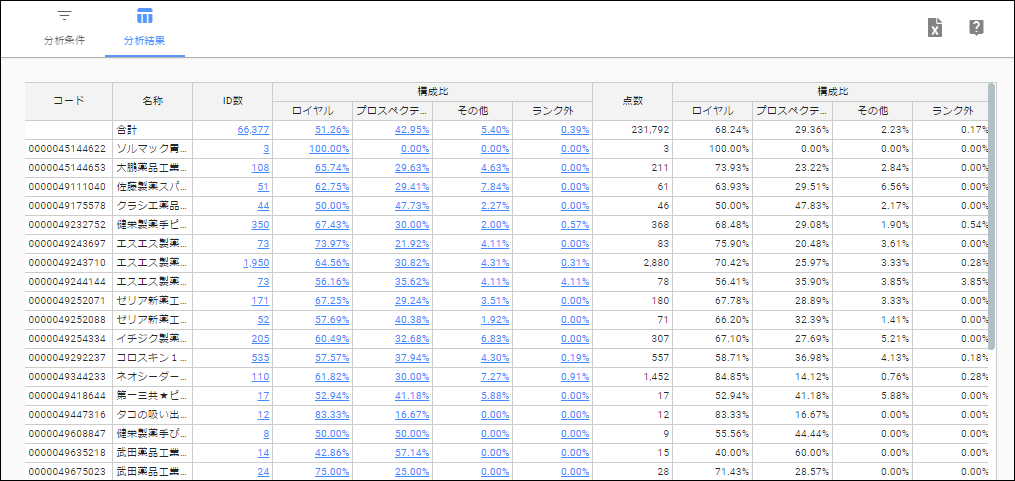 分析条件 分析結果
コード 名称 ID数 構成比 点数 構成比
ロイヤル プロスペクテ... その他 ランク外 ロイヤル プロスペクテ... その他 ランク外
合計 66,377 51.26% 42.95% 5.40% 0.39% 231,792 68.24% 29.36% 2.23% 0.17%
0000045144622 ソルマック胃... 3 100.00% 0.00% 0.00% 0.00% 3 100.00% 0.00% 0.00% 0.00%
0000045144653 大鵬薬品工業... 108 65.74% 29.63% 4.63% 0.00% 211 73.93% 23.22% 2.84% 0.00%
0000049111040 佐藤製薬スパ... 51 62.75% 29.41% 7.84% 0.00% 61 63.93% 29.51% 6.56% 0.00%
0000049175578 クラシエ薬品... 44 50.00% 47.73% 2.27% 0.00% 46 50.00% 47.83% 2.17% 0.00%
0000049232752 健栄製薬手ピ... 350 67.43% 30.00% 2.00% 0.57% 368 68.48% 29.08% 1.90% 0.54%
0000049243697 エスエス製薬... 73 73.97% 21.92% 4.11% 0.00% 83 75.90% 20.48% 3.61% 0.00%
0000049243710 エスエス製薬... 1,950 64.56% 30.82% 4.31% 0.31% 2,880 70.42% 25.97% 3.33% 0.28%
0000049244144 エスエス製薬... 73 56.16% 35.62% 4.11% 4.11% 78 56.41% 35.90% 3.85% 3.85%
0000049252071 ゼリア新薬工... 171 67.25% 29.24% 3.51% 0.00% 180 67.78% 28.89% 3.33% 0.00%
0000049252088 ゼリア新薬工... 52 57.69% 40.38% 1.92% 0.00% 71 66.20% 32.39% 1.41% 0.00%
0000049254334 イチジク製薬... 205 60.49% 32.68% 6.83% 0.00% 307 67.10% 27.69% 5.21% 0.00%
0000049292237 コロスキン１... 535 57.57% 37.94% 4.30% 0.19% 557 58.71% 36.98% 4.13% 0.18%
0000049344233 ネオシーダー... 110 61.82% 30.00% 7.27% 0.91% 1,452 84.85% 14.12% 0.76% 0.28%
0000049418644 第一三共★ピ... 17 52.94% 41.18% 5.88% 0.00% 17 52.94% 41.18% 5.88% 0.00%
0000049447316 タコの吸い出... 12 83.33% 16.67% 0.00% 0.00% 12 83.33% 16.67% 0.00% 0.00%
0000049608847 健栄製薬手ぴ... 8 50.00% 50.00% 0.00% 0.00% 9 55.56% 44.44% 0.00% 0.00%
0000049635218 武田薬品工業... 14 42.86% 57.14% 0.00% 0.00% 15 40.00% 60.00% 0.00% 0.00%
0000049675023 武田薬品工業... 24 75.00% 25.00% 0.00% 0.00% 28 71.43% 28.57% 0.00% 0.00%